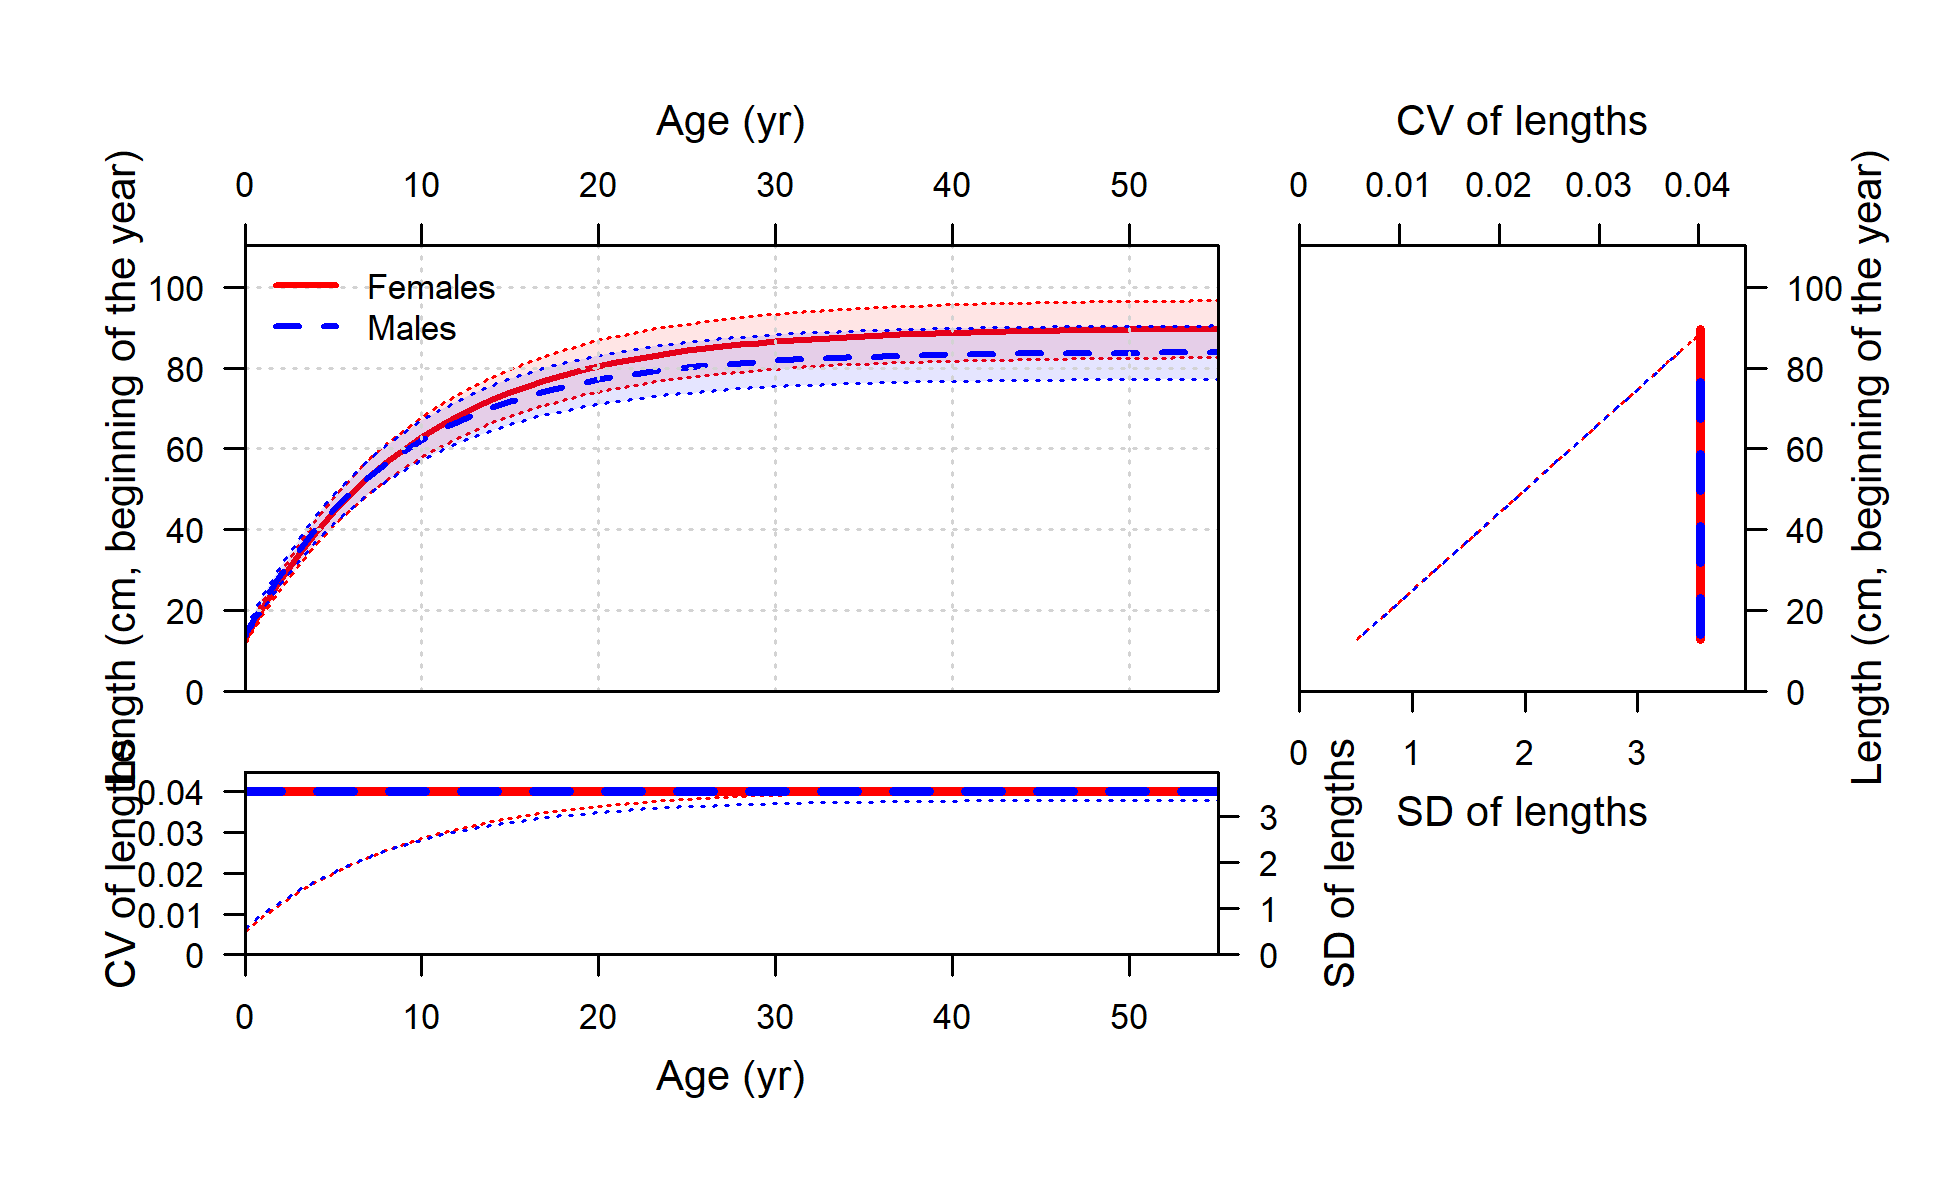 Age (yr)
0 10 20 30 40 50
Length (cm, beginning of the year)
100
80
60
40
20
0
Females
Males
CV of lengths
0 0.01 0.02 0.03 0.04
Length (cm, beginning of the year)
100
80
60
40
20
0
0 1 2 3
SD of lengths
CV of lengths
0.04
0.03
0.02
0.01
0
SD of lengths
3
2
1
0
0 10 20 30 40 50
Age (yr)